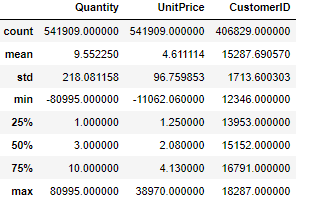 Quantity UnitPrice CustomerID
count 541909.000000 541909.000000 406829.000000
mean 9.552250 4.611114 15287.690570
std 218.081158 96.759853 1713.600303
min -80995.000000 -11062.060000 12346.000000
25% 1.000000 1.250000 13953.000000
50% 3.000000 2.080000 15152.000000
75% 10.000000 4.130000 16791.000000
max 80995.000000 38970.000000 18287.000000